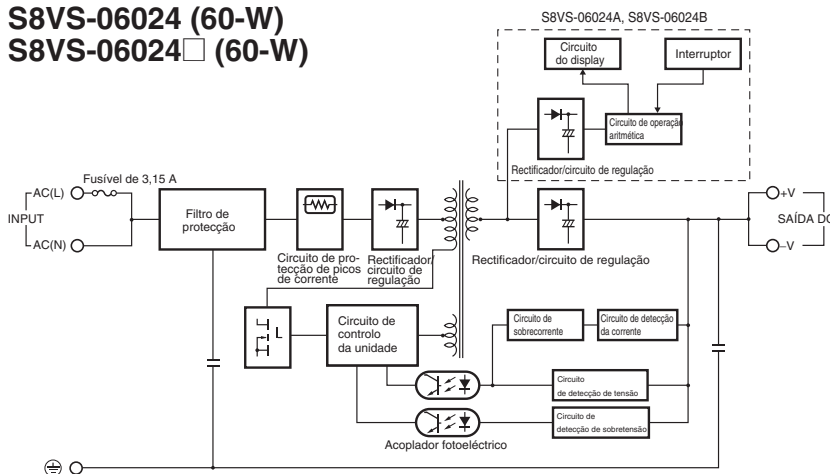 S8VS-06024 (60-W)
S8VS-06024□ (60-W)
S8VS-06024A, S8VS-06024B
Circuito
do display
Interruptor
Circuito de operação
aritmética
Rectificador/circuito de regulação
Fusível de 3,15 A
AC(L)
INPUT
AC(N)
Filtro de
protecção
Circuito de pro-
tecção de picos
de corrente
Rectificador/
circuito de
regulação
Rectificador/circuito de regulação
+V
SAÍDA DC
–V
Circuito de
controlo
da unidade
Circuito de
sobrecorrente
Circuito de detecção
da corrente
Circuito
de detecção de tensão
Circuito de
detecção de sobretensão
Acoplador fotoeléctrico